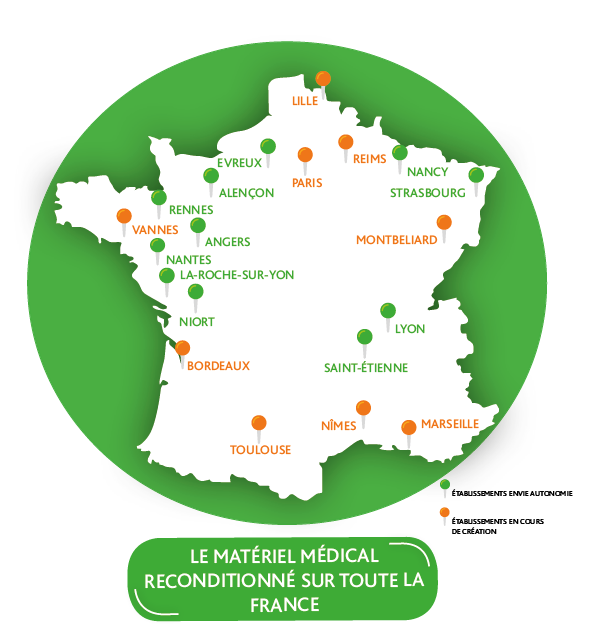 LILLE
EVREUX
REIMS
NANCY
PARIS
ALENÇON
STRASBOURG
RENNES
VANNES
ANGERS
MONTBELIARD
NANTES
LA-ROCHE-SUR-YON
NIORT
LYON
BORDEAUX
SAINT-ÉTIENNE
NÎMES
MARSEILLE
TOULOUSE
ÉTABLISSEMENTS ENVIE AUTONOMIE
ÉTABLISSEMENTS EN COURS
DE CRÉATION
LE MATÉRIEL MÉDICAL
RECONDITIONNÉ SUR TOUTE LA
FRANCE